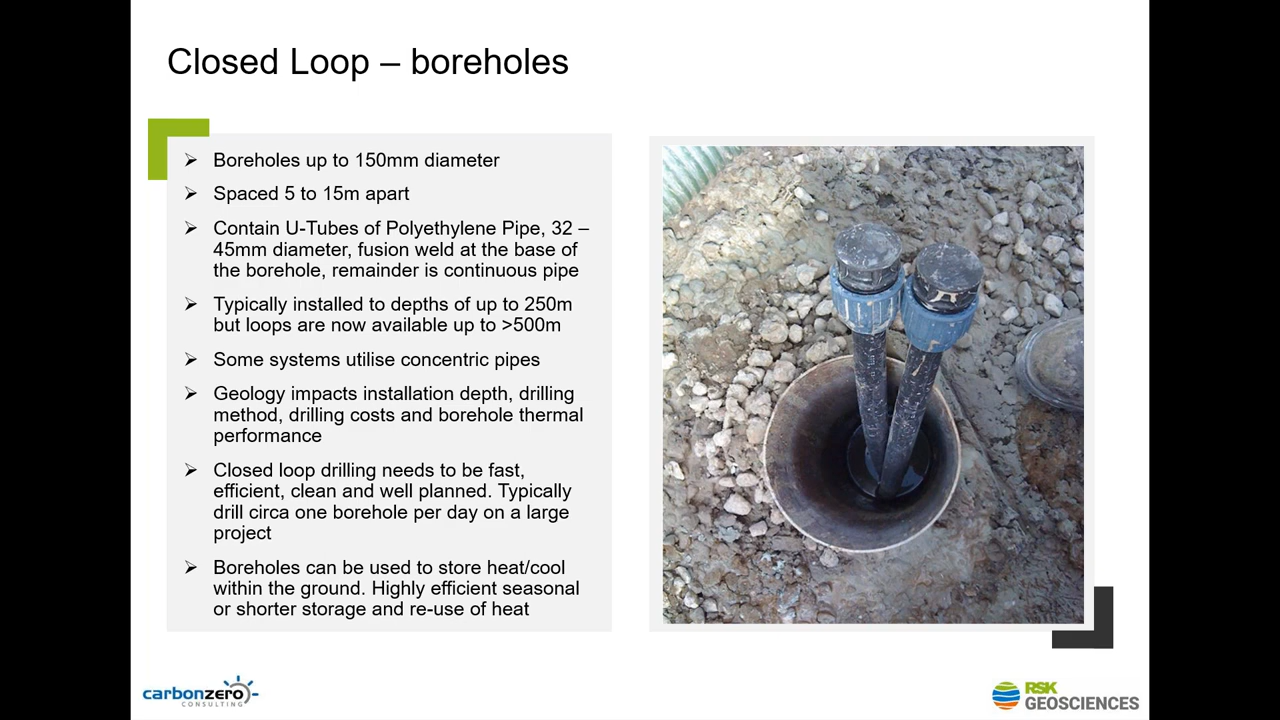 Closed Loop – boreholes
➢ Boreholes up to 150mm diameter
➢ Spaced 5 to 15m apart
➢ Contain U-Tubes of Polyethylene Pipe, 32 –
45mm diameter, fusion weld at the base of
the borehole, remainder is continuous pipe
➢ Typically installed to depths of up to 250m
but loops are now available up to >500m
➢ Some systems utilise concentric pipes
➢ Geology impacts installation depth, drilling
method, drilling costs and borehole thermal
performance
➢ Closed loop drilling needs to be fast,
efficient, clean and well planned. Typically
drill circa one borehole per day on a large
project
➢ Boreholes can be used to store heat/cool
within the ground. Highly efficient seasonal
or shorter storage and re-use of heat
carbonzero
CONSULTING
RSK
GEOSCIENCES